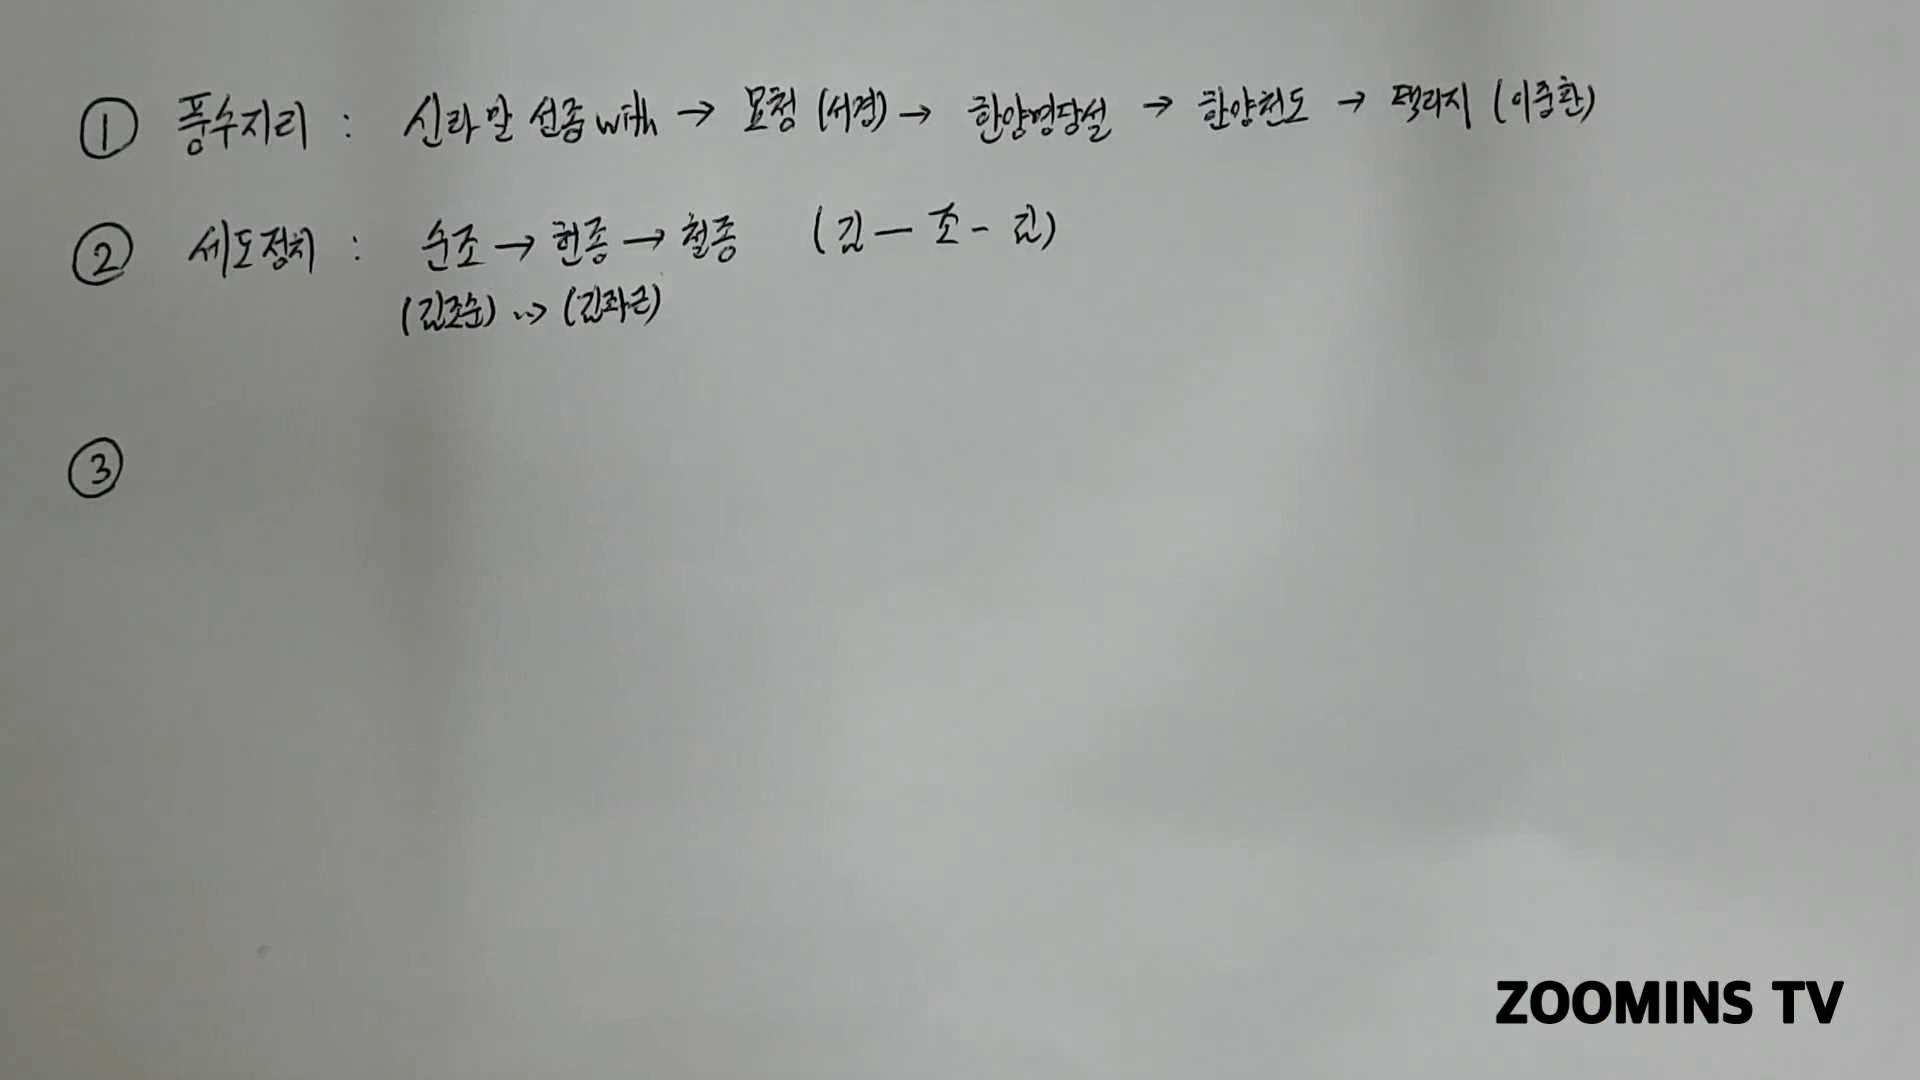 ① 풍수지리 : 신라말 선종 with → 묘청 (서경) → 한양명당설 → 한양천도 → 택리지 (이중환)
② 세도정치 : 순조 → 헌종 → 철종 (김 - 조 - 김)
(김조순) ··> (김좌근)
③
ZOOMINS TV